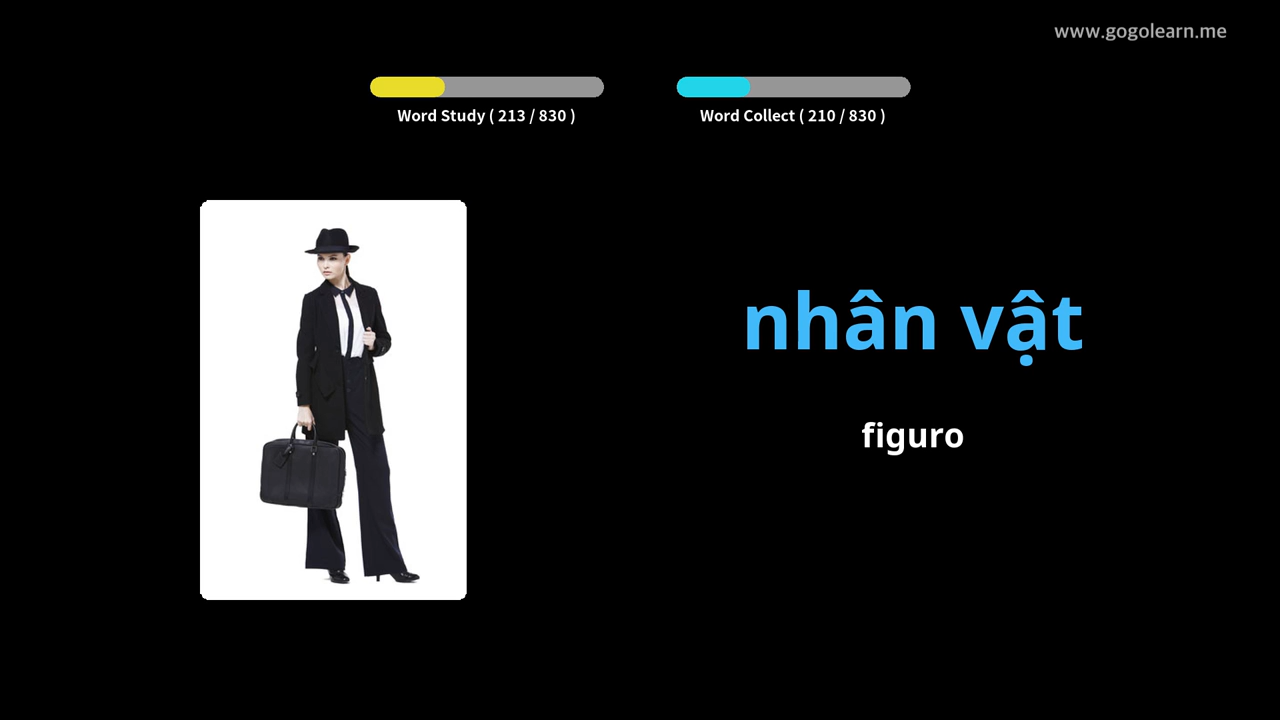 www.gogolearn.me
Word Study ( 213 / 830 )
Word Collect ( 210 / 830 )
nhân vật
figuro